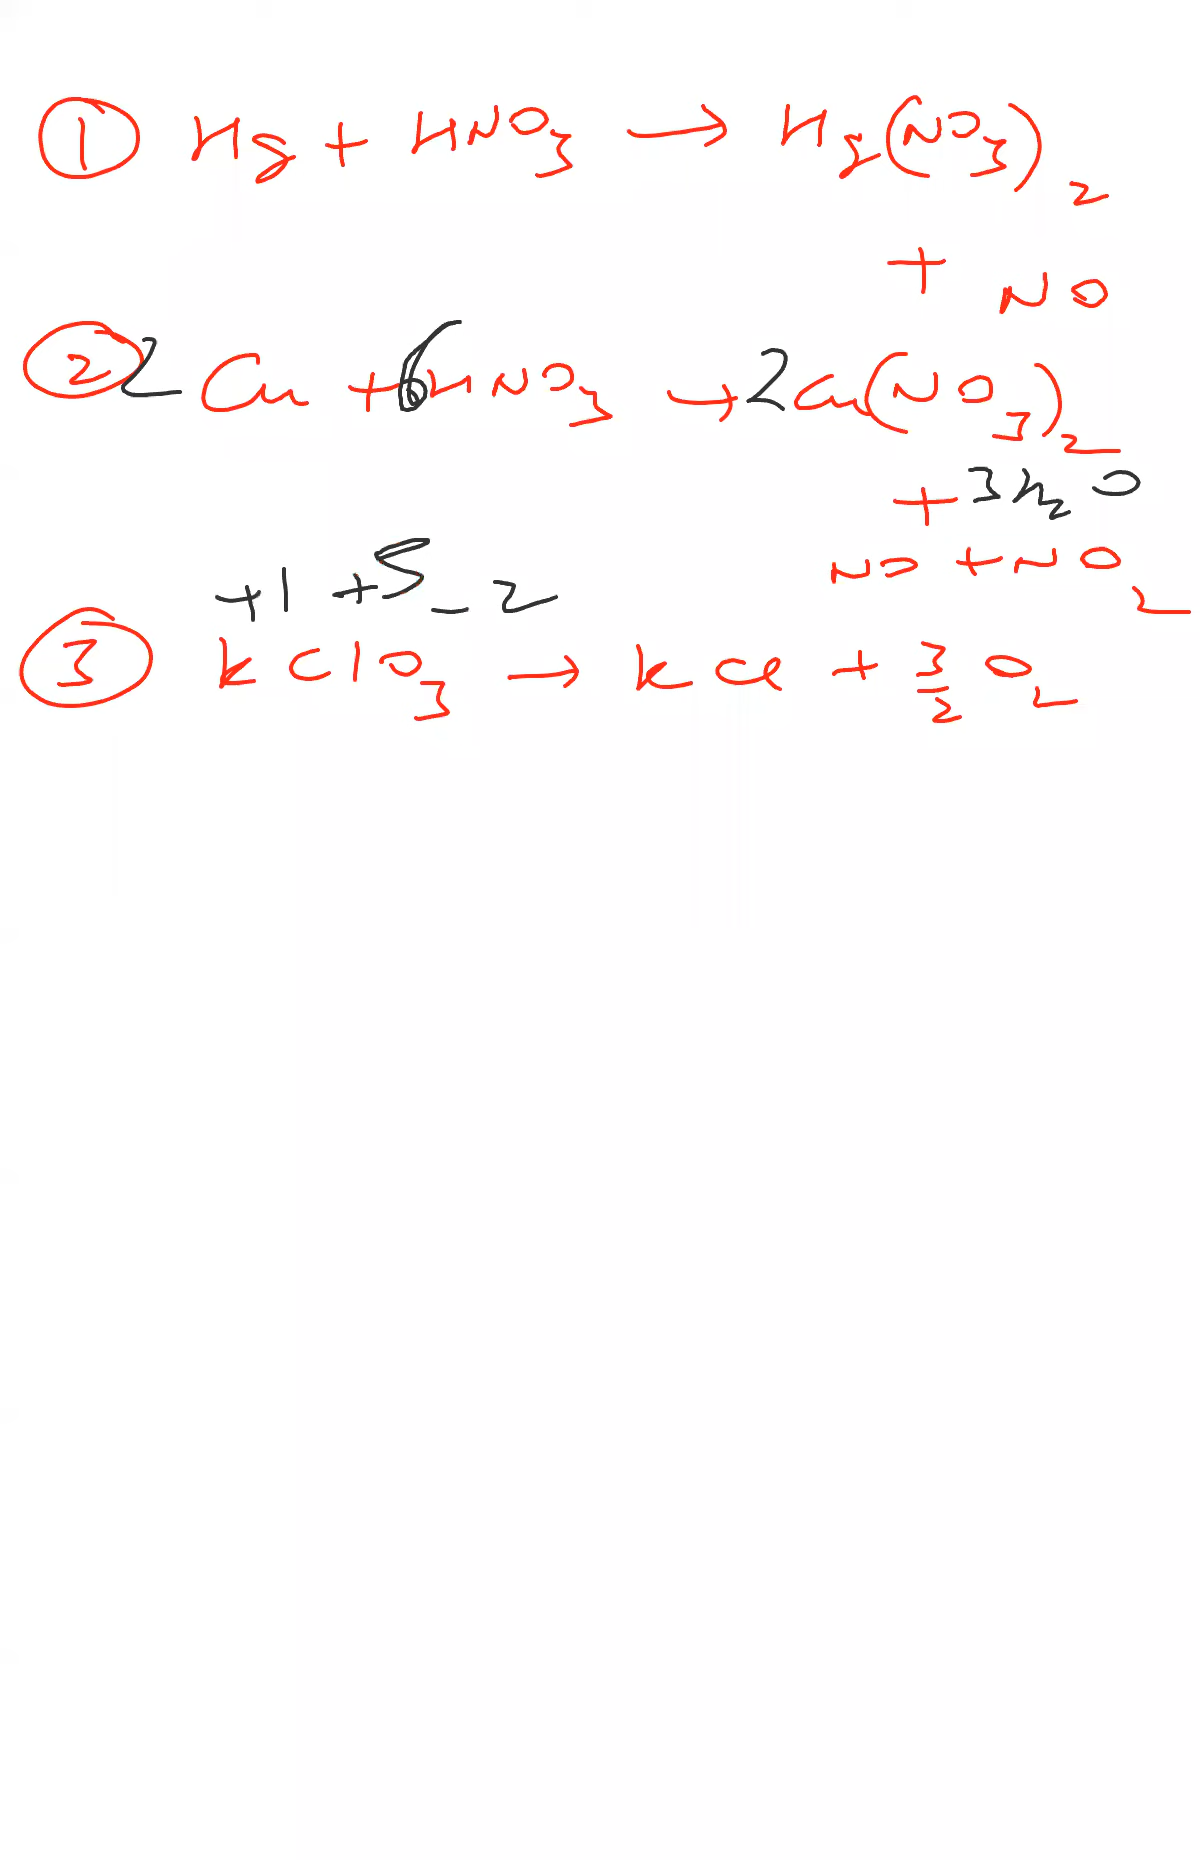 ① Hg + HNO3 → Hg(NO3)2
+ NO
② 2 Cu + 6HNO3 → 2Cu(NO3)2
+ 3H2O
NO + NO2
+1 +5 -2
③ KClO3 → KCl + 3/2 O2